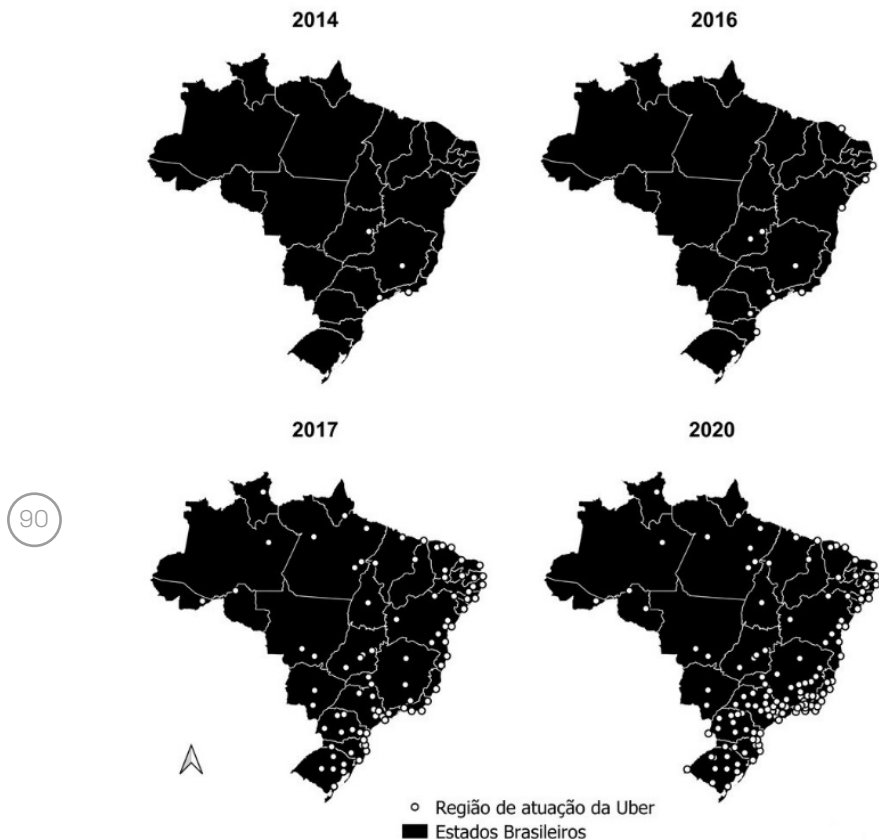 2014
2016
2017
2020
90
Região de atuação da Uber
Estados Brasileiros